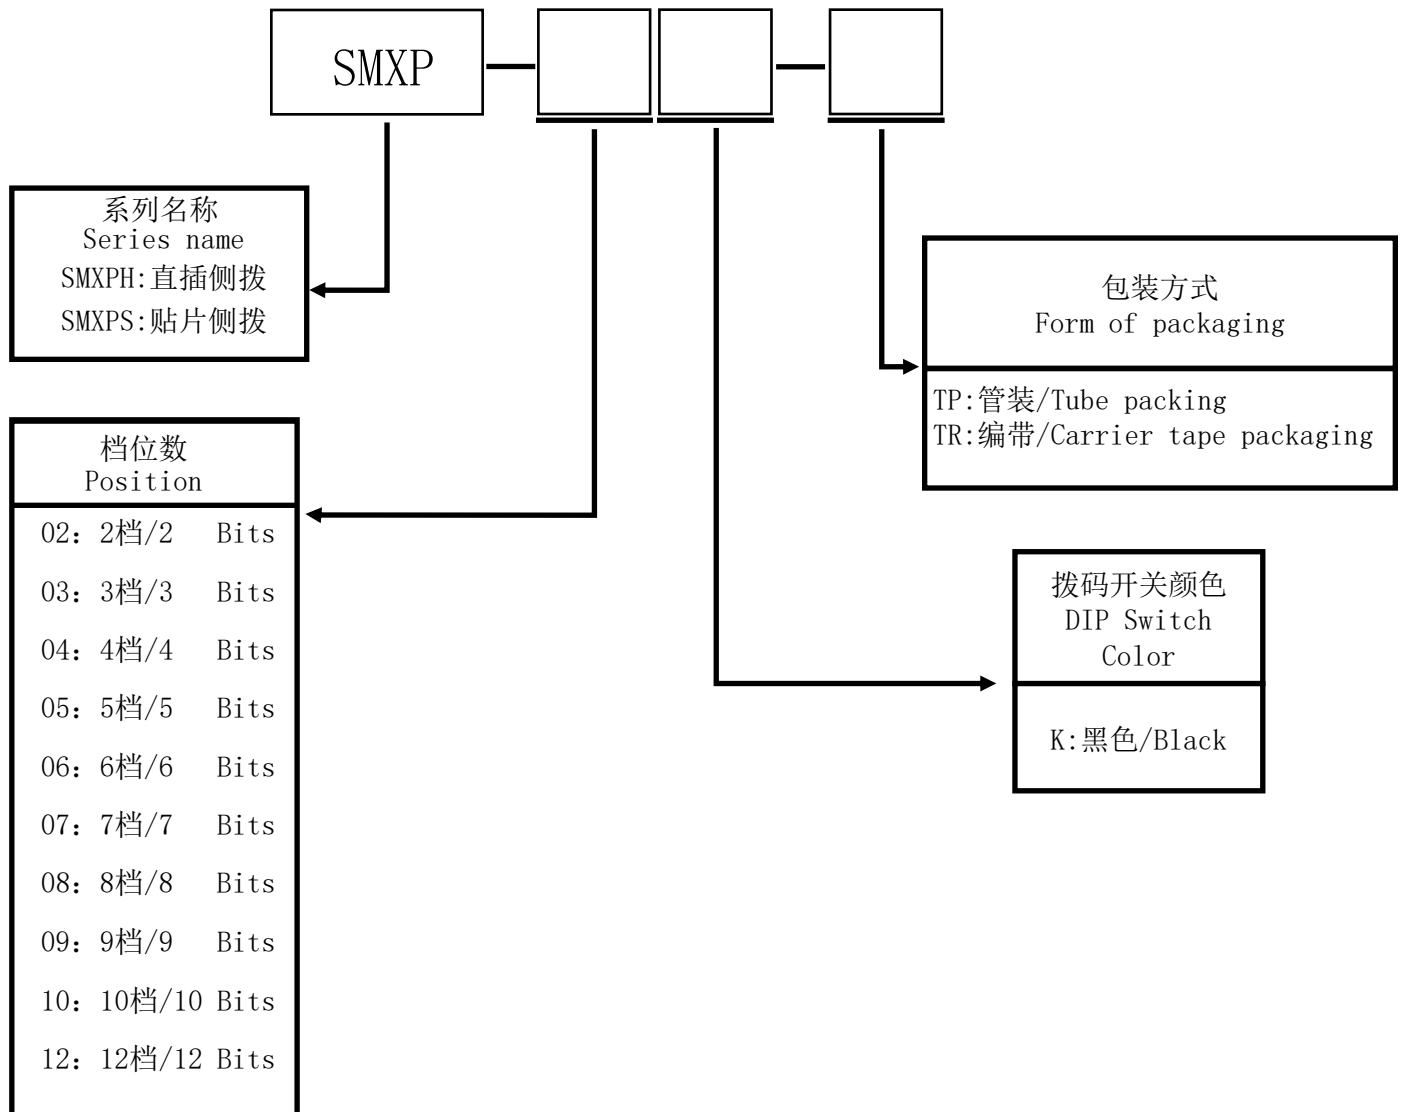 SMXP
系列名称
Series name
SMXPH:直插侧拨
SMXPS:贴片侧拨
包装方式
Form of packaging
TP:管装/Tube packing
TR:编带/Carrier tape packaging
档位数
Position
02: 2档/2 Bits
03: 3档/3 Bits
04: 4档/4 Bits
05: 5档/5 Bits
06: 6档/6 Bits
07: 7档/7 Bits
08: 8档/8 Bits
09: 9档/9 Bits
10: 10档/10 Bits
12: 12档/12 Bits
拨码开关颜色
DIP Switch
Color
K:黑色/Black